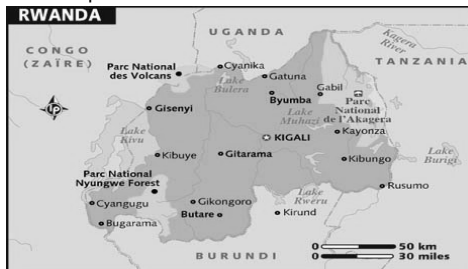 RWANDA
UGANDA
CONGO
(ZAÏRE)
TANZANIA
Kagera
River
Parc National
des Volcans
Cyanika
Lake
Bulera
Gatuna
Gabil
Byumba
Parc
National
de l'Akagera
Gisenyi
Lake
Muhazi
Kayonza
Lake
Kivu
KIGALI
Kibuye
Gitarama
Kibungo
Lake
Burigi
Parc National
Nyungwe Forest
Rusumo
Lake
Rweru
Cyangugu
Gikongoro
Butare
Kirund
Bugarama
BURUNDI
0 50 km
0 30 miles